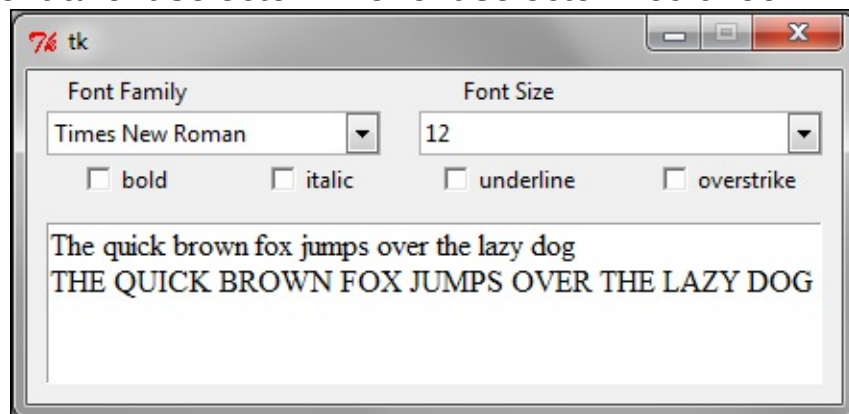 tk
Font Family Font Size
Times New Roman 12
bold italic underline overstrike
The quick brown fox jumps over the lazy dog
THE QUICK BROWN FOX JUMPS OVER THE LAZY DOG